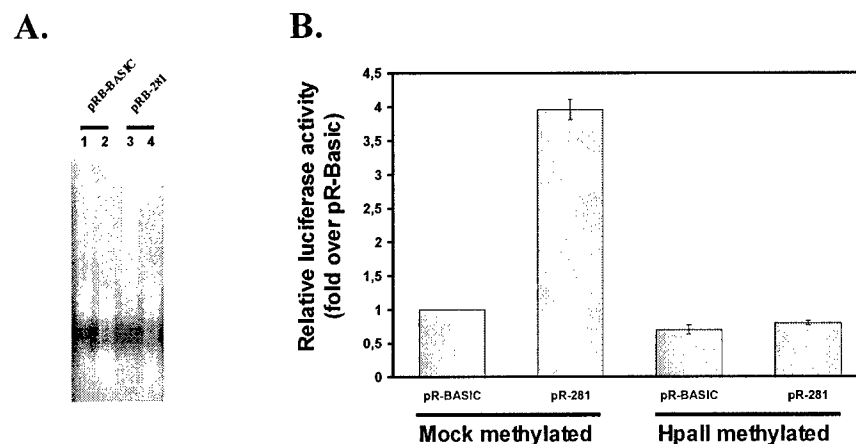 A.
pRB-BASIC
pRB-281
1 2 3 4
B.
Relative luciferase activity
(fold over pR-Basic)
4,5
4
3,5
3
2,5
2
1,5
1
0,5
0
pR-BASIC
pR-281
pR-BASIC
pR-281
Mock methylated
HpaII methylated